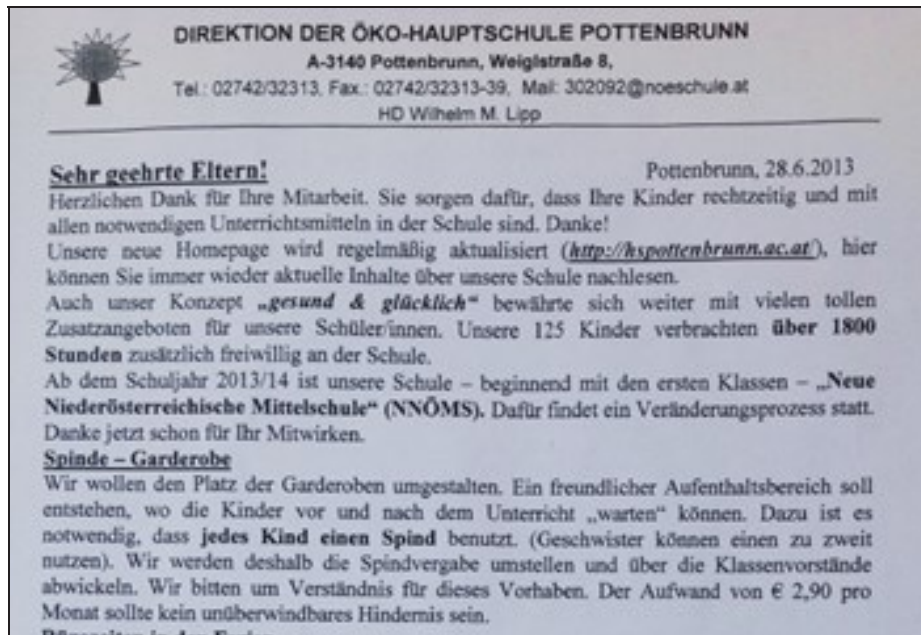 DIREKTION DER ÖKO-HAUPTSCHULE POTTENBRUNN
A-3140 Pottenbrunn, Weiglstraße 8,
Tel.: 02742/32313, Fax.: 02742/32313-39, Mail: 302092@noeschule.at
HD Wilhelm M. Lipp
Sehr geehrte Eltern! Pottenbrunn, 28.6.2013
Herzlichen Dank für Ihre Mitarbeit. Sie sorgen dafür, dass Ihre Kinder rechtzeitig und mit
allen notwendigen Unterrichtsmitteln in der Schule sind. Danke!
Unsere neue Homepage wird regelmäßig aktualisiert (http://hspottenbrunn.ac.at/), hier
können Sie immer wieder aktuelle Inhalte über unsere Schule nachlesen.
Auch unser Konzept „gesund & glücklich“ bewährte sich weiter mit vielen tollen
Zusatzangeboten für unsere Schüler/innen. Unsere 125 Kinder verbrachten über 1800
Stunden zusätzlich freiwillig an der Schule.
Ab dem Schuljahr 2013/14 ist unsere Schule – beginnend mit den ersten Klassen – „Neue
Niederösterreichische Mittelschule“ (NNÖMS). Dafür findet ein Veränderungsprozess statt.
Danke jetzt schon für Ihr Mitwirken.
Spinde – Garderobe
Wir wollen den Platz der Garderoben umgestalten. Ein freundlicher Aufenthaltsbereich soll
entstehen, wo die Kinder vor und nach dem Unterricht „warten“ können. Dazu ist es
notwendig, dass jedes Kind einen Spind benutzt. (Geschwister können einen zu zweit
nutzen). Wir werden deshalb die Spindvergabe umstellen und über die Klassenvorstände
abwickeln. Wir bitten um Verständnis für dieses Vorhaben. Der Aufwand von € 2,90 pro
Monat sollte kein unüberwindbares Hindernis sein.